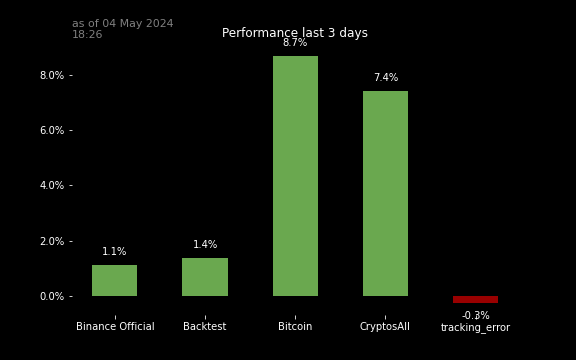 as of 04 May 2024
18:26
Performance last 3 days
8.7%
8.0%
7.4%
6.0%
4.0%
2.0%
1.4%
1.1%
0.0%
-0.3%
Binance Official
Backtest
Bitcoin
CryptosAll
tracking_error